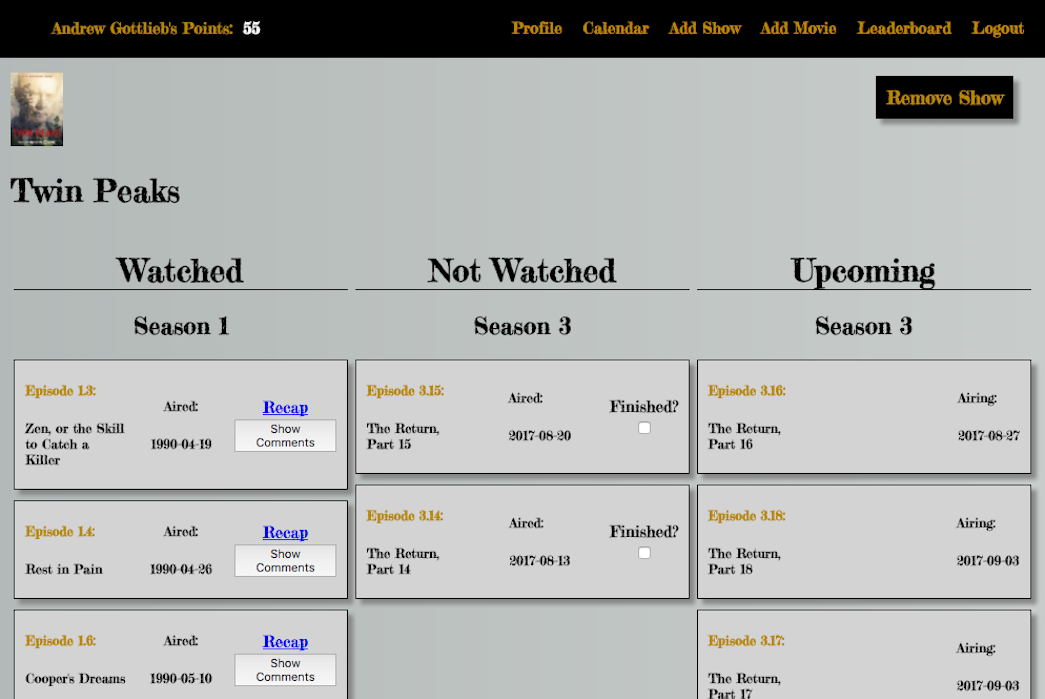 Andrew Gottlieb's Points: 55
Profile Calendar Add Show Add Movie Leaderboard Logout
Remove Show
Twin Peaks
Watched
Season 1
Episode 1.3:
Zen, or the Skill
to Catch a
Killer
Aired:
1990-04-19
Recap
Show
Comments
Episode 1.4:
Rest in Pain
Aired:
1990-04-26
Recap
Show
Comments
Episode 1.6:
Cooper's Dreams
Aired:
1990-05-10
Recap
Show
Comments
Not Watched
Season 3
Episode 3.15:
The Return,
Part 15
Aired:
2017-08-20
Finished?
Episode 3.14:
The Return,
Part 14
Aired:
2017-08-13
Finished?
Upcoming
Season 3
Episode 3.16:
The Return,
Part 16
Airing:
2017-08-27
Episode 3.18:
The Return,
Part 18
Airing:
2017-09-03
Episode 3.17:
The Return,
Part 17
Airing:
2017-09-03